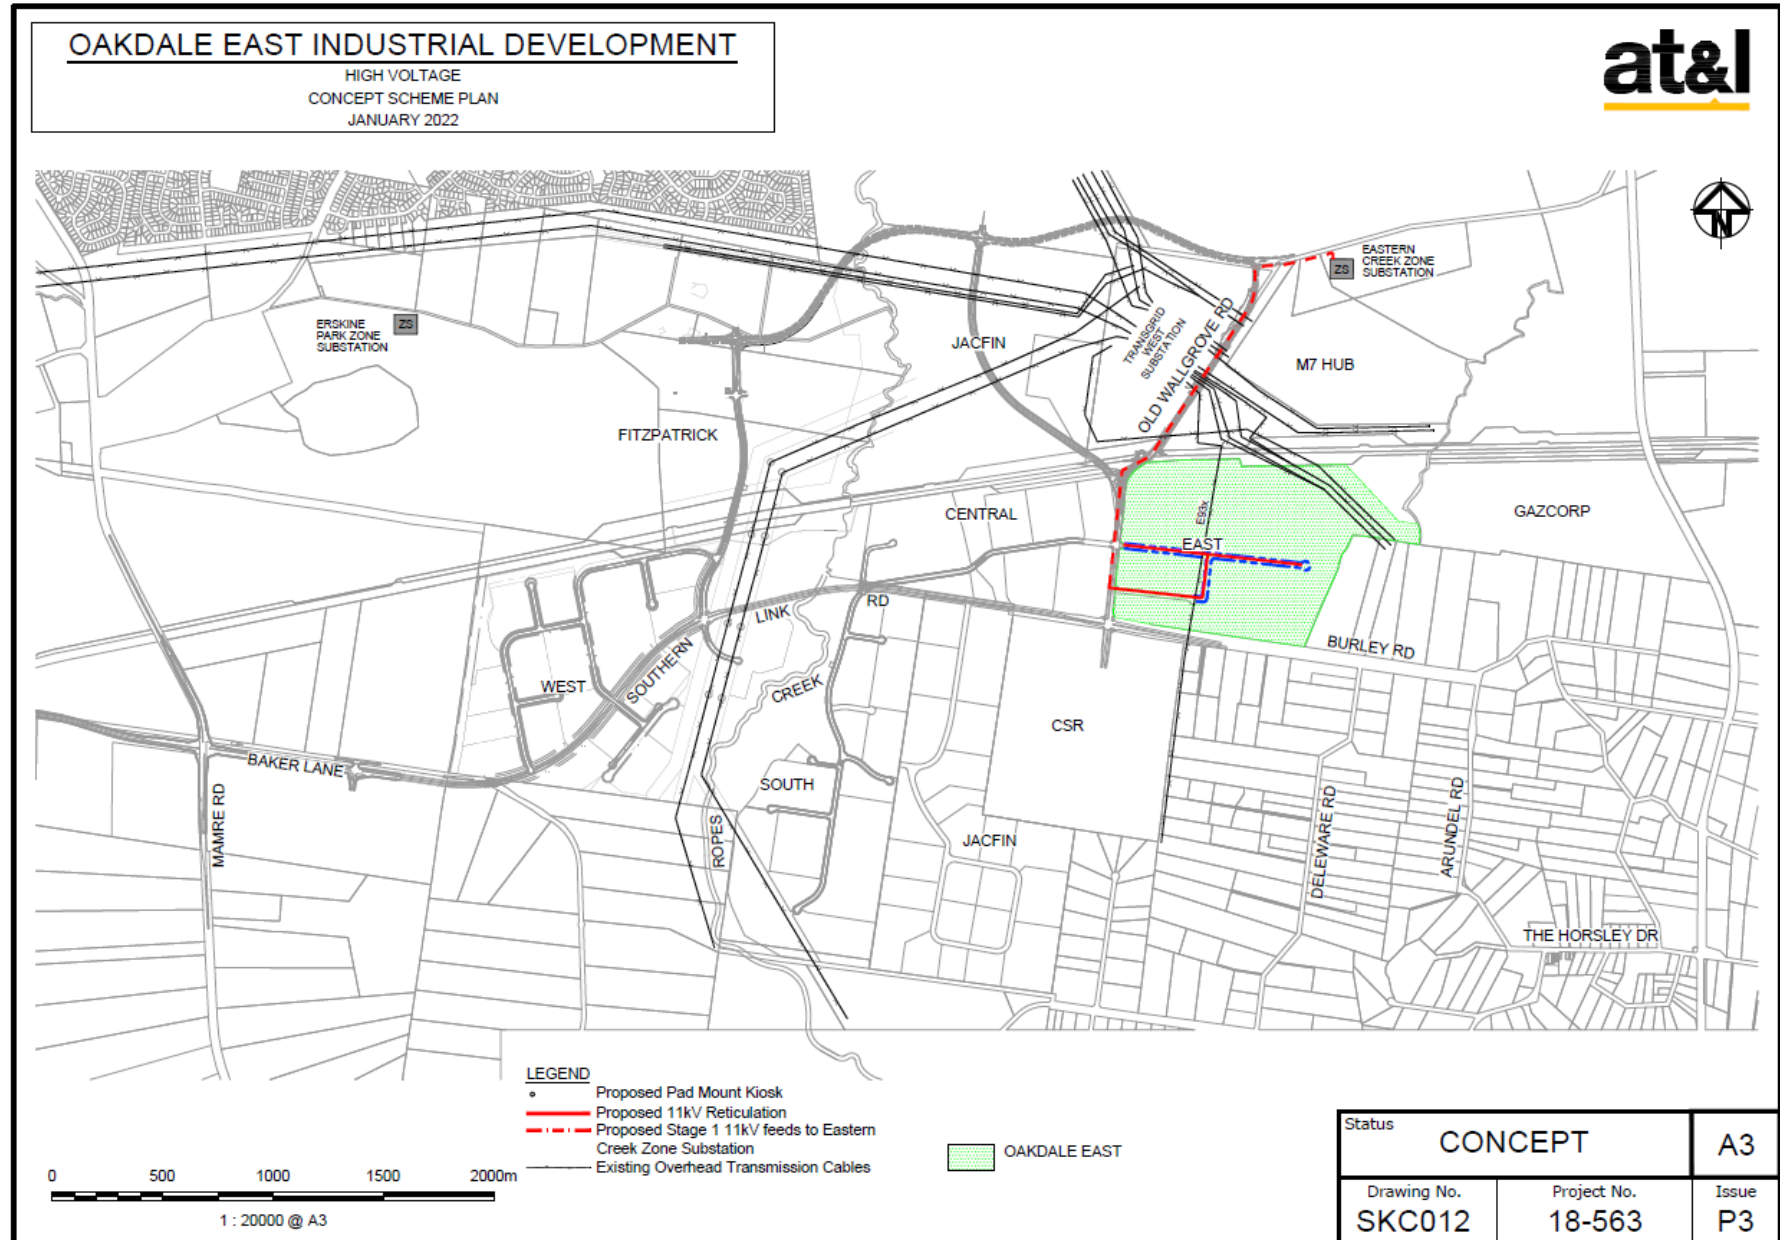 OAKDALE EAST INDUSTRIAL DEVELOPMENT
HIGH VOLTAGE
CONCEPT SCHEME PLAN
JANUARY 2022
at&l
N
EASTERN
CREEK ZONE
SUBSTATION
ZS
ERSKINE
PARK ZONE
SUBSTATION
ZS
TRANSGRID
WEST
SUBSTATION
OLD WALLGROVE RD
JACFIN
M7 HUB
FITZPATRICK
CENTRAL
E93x
GAZCORP
EAST
LINK
RD
SOUTHERN
BURLEY RD
WEST
CREEK
CSR
BAKER LANE
SOUTH
MAMRE RD
ROPES
JACFIN
DELEWARE RD
ARUNDEL RD
THE HORSLEY DR
LEGEND
Proposed Pad Mount Kiosk
Proposed 11kV Reticulation
Proposed Stage 1 11kV feeds to Eastern
Creek Zone Substation
Existing Overhead Transmission Cables
OAKDALE EAST
0 500 1000 1500 2000m
1 : 20000 @ A3
Status
CONCEPT
A3
Drawing No.
SKC012
Project No.
18-563
Issue
P3